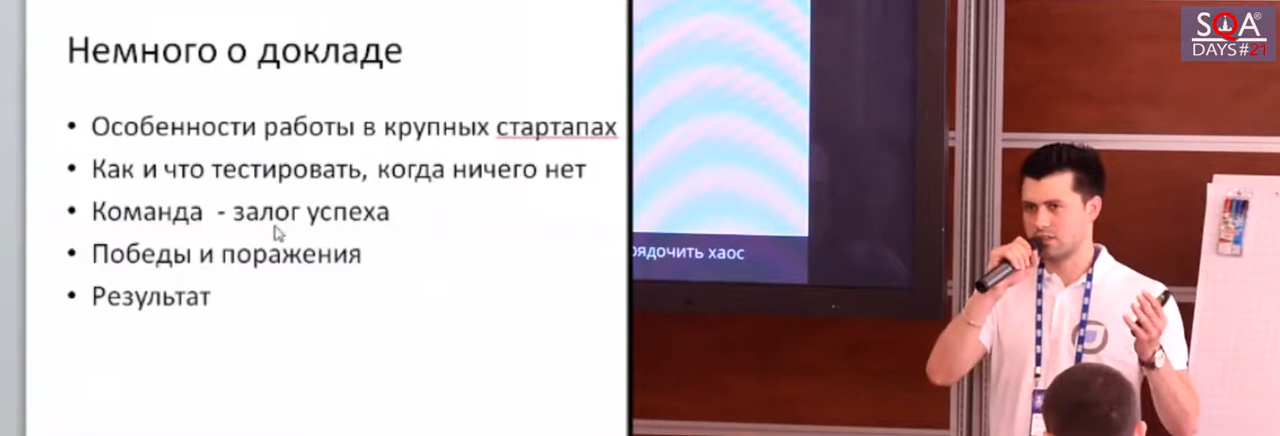 Немного о докладе
• Особенности работы в крупных стартапах
• Как и что тестировать, когда ничего нет
• Команда - залог успеха
• Победы и поражения
• Результат
рядочить хаос
SQA®
DAYS#21